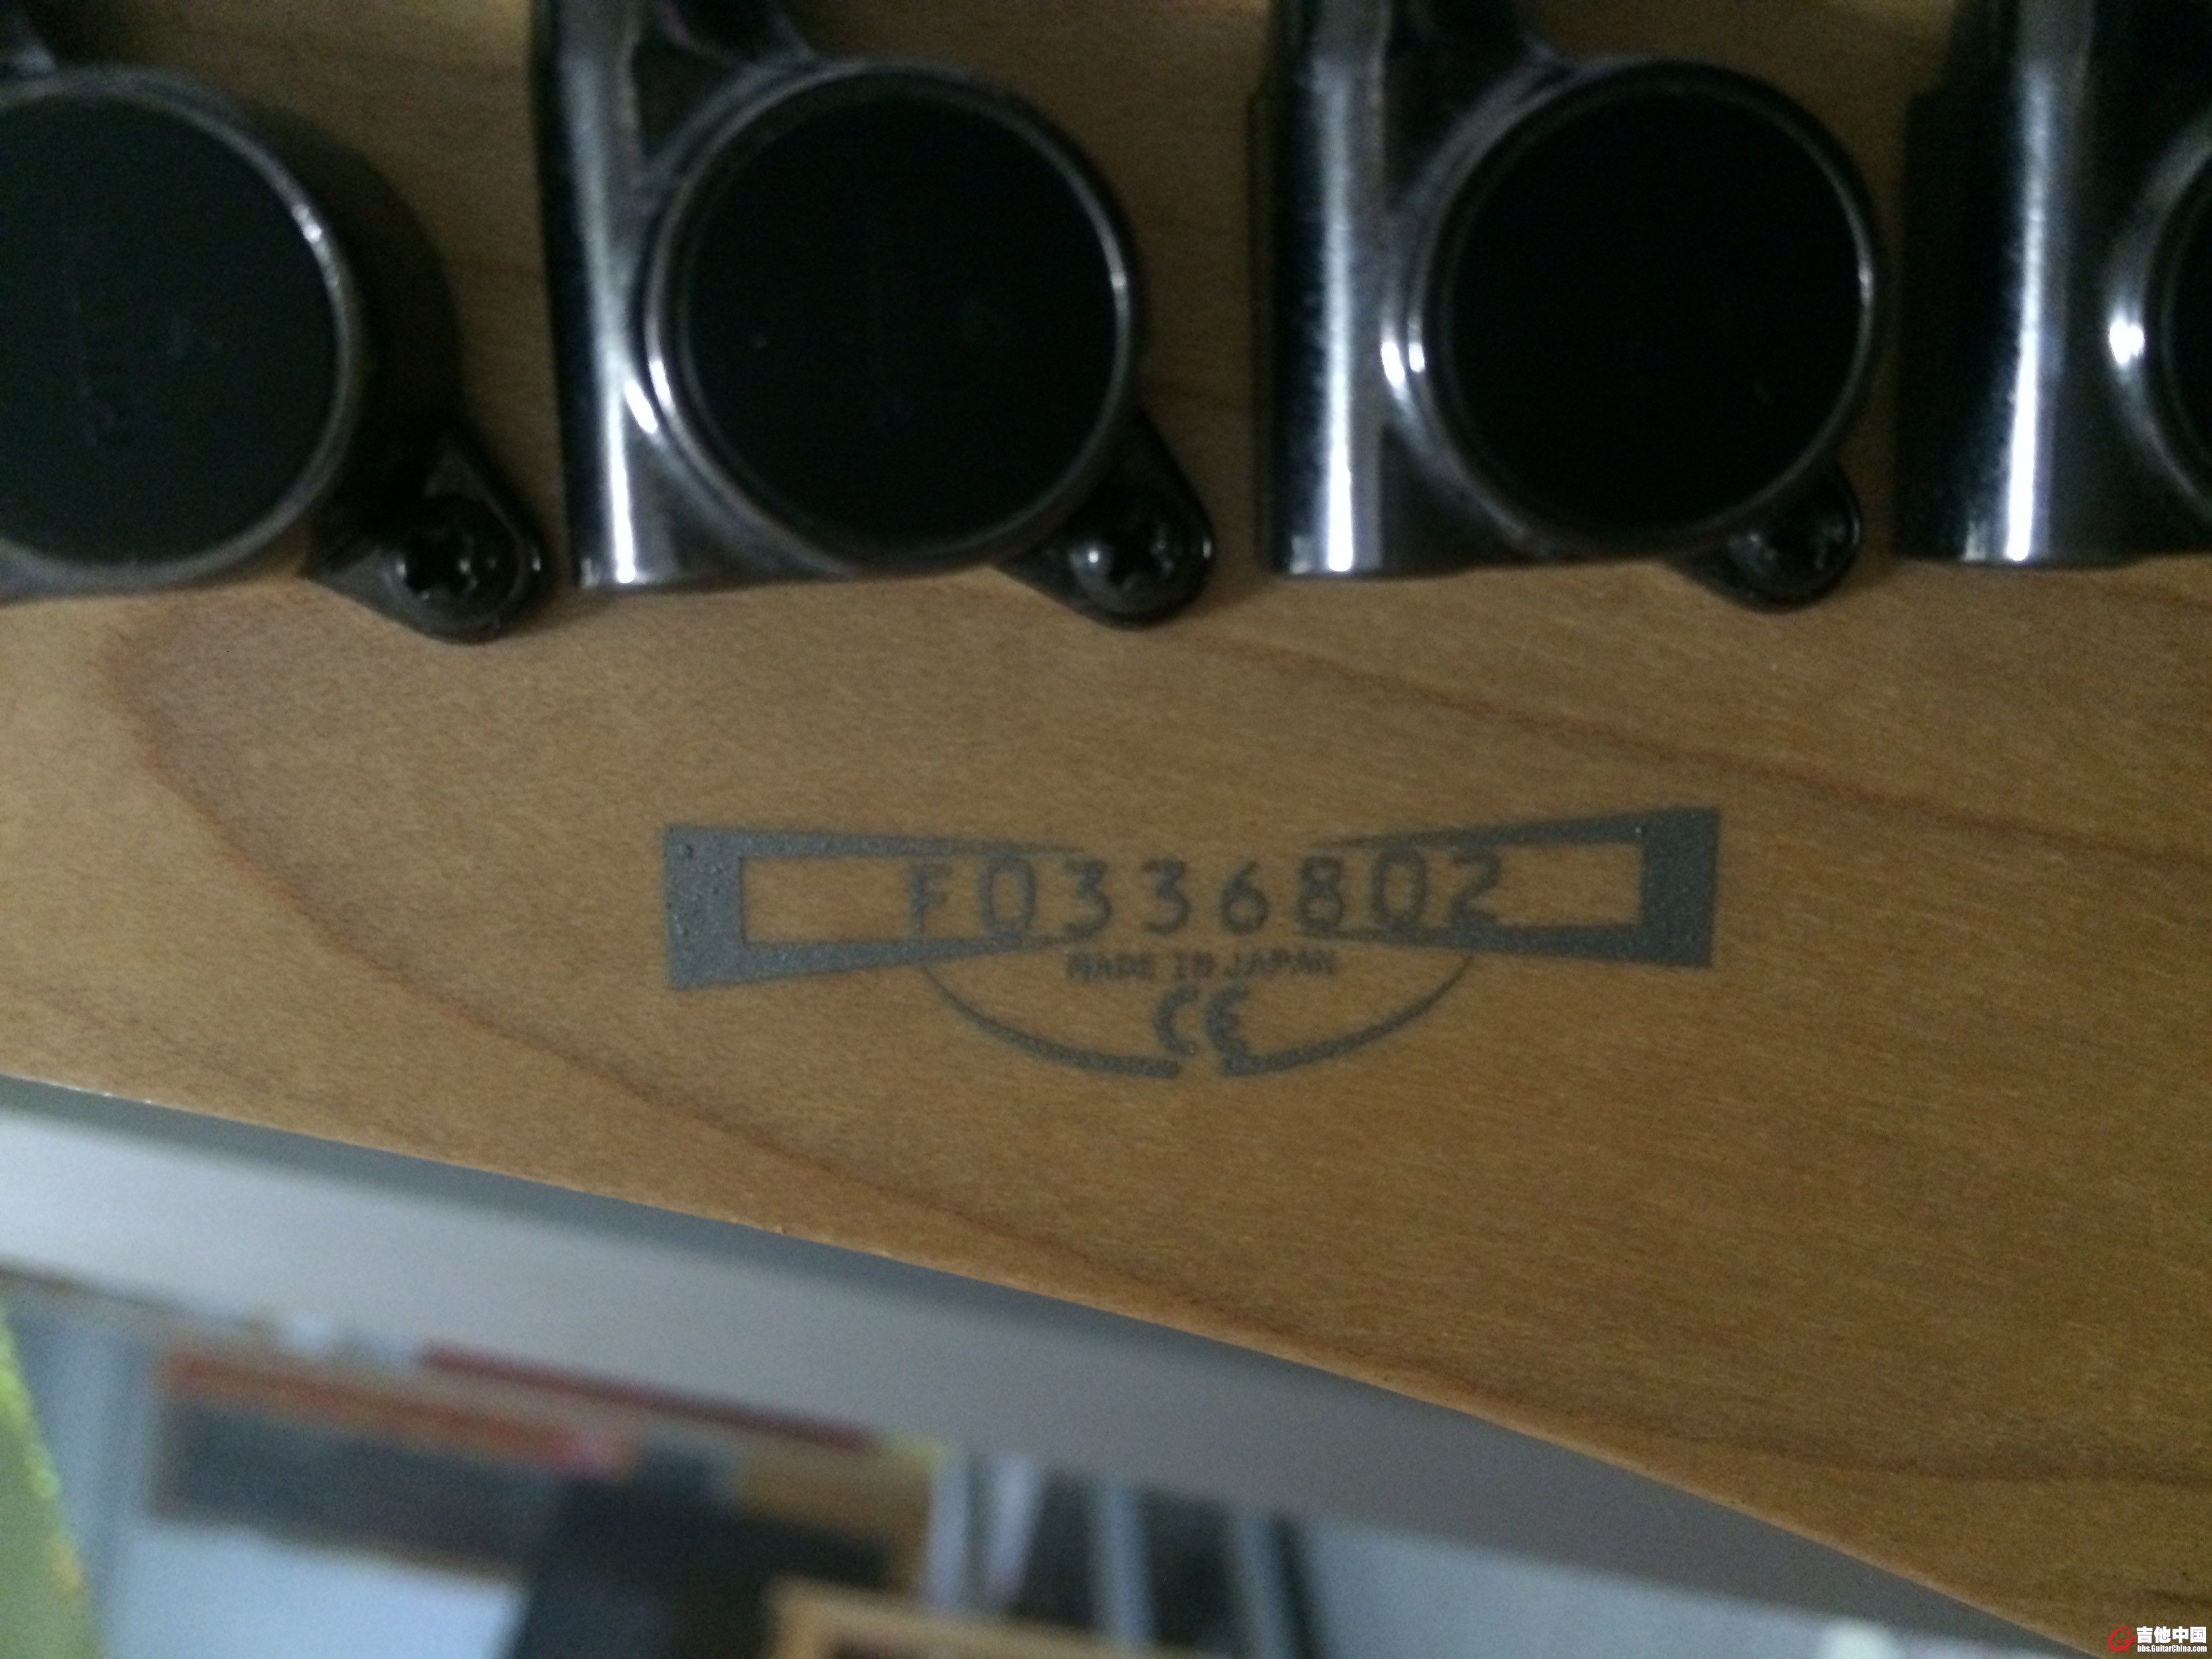 F0336802
MADE IN JAPAN
CE
吉他中国
bbs.GuitarChina.com